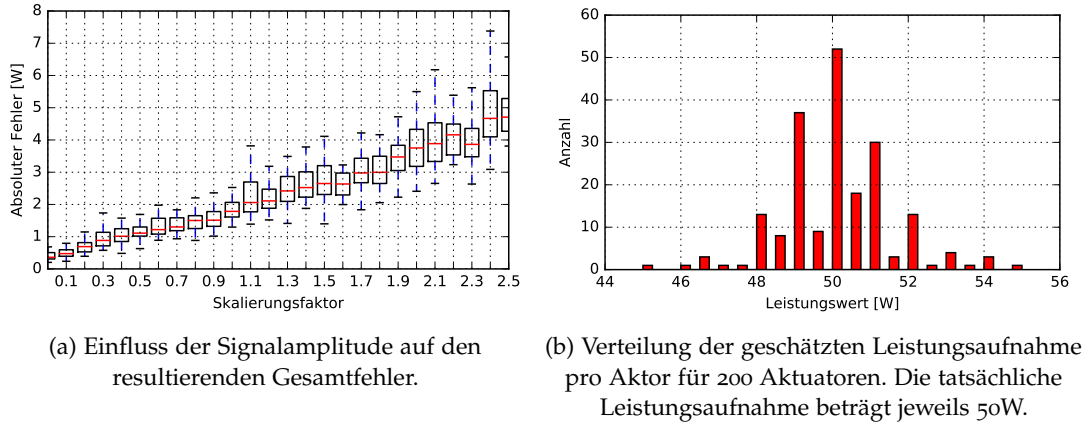 8
7
6
5
4
3
2
1
0
Absoluter Fehler [W]
0.1 0.3 0.5 0.7 0.9 1.1 1.3 1.5 1.7 1.9 2.1 2.3 2.5
Skalierungsfaktor
60
50
40
30
20
10
0
Anzahl
44 46 48 50 52 54 56
Leistungswert [W]
(a) Einfluss der Signalamplitude auf den
resultierenden Gesamtfehler.
(b) Verteilung der geschätzten Leistungsaufnahme
pro Aktor für 200 Aktuatoren. Die tatsächliche
Leistungsaufnahme beträgt jeweils 50W.